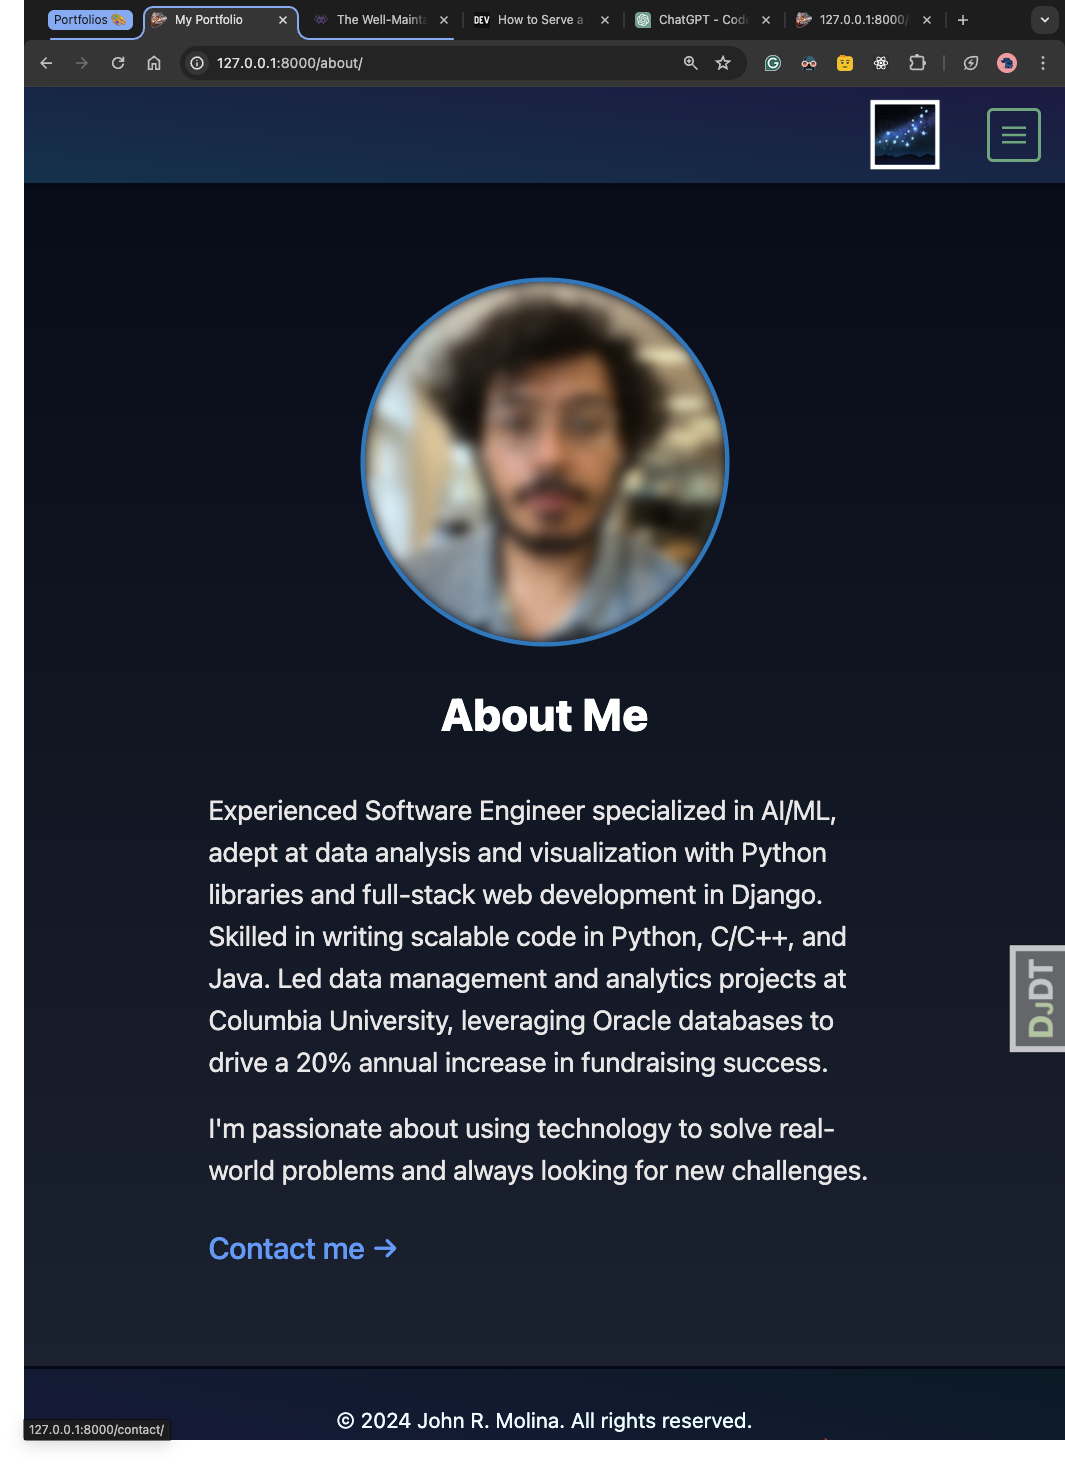 Portfolios 🎨
My Portfolio
The Well-Mainta
DEV
How to Serve a
ChatGPT - Code
127.0.0.1:8000/
127.0.0.1:8000/about/
About Me
Experienced Software Engineer specialized in AI/ML,
adept at data analysis and visualization with Python
libraries and full-stack web development in Django.
Skilled in writing scalable code in Python, C/C++, and
Java. Led data management and analytics projects at
Columbia University, leveraging Oracle databases to
drive a 20% annual increase in fundraising success.
DJDT
I'm passionate about using technology to solve real-
world problems and always looking for new challenges.
Contact me →
© 2024 John R. Molina. All rights reserved.
127.0.0.1:8000/contact/